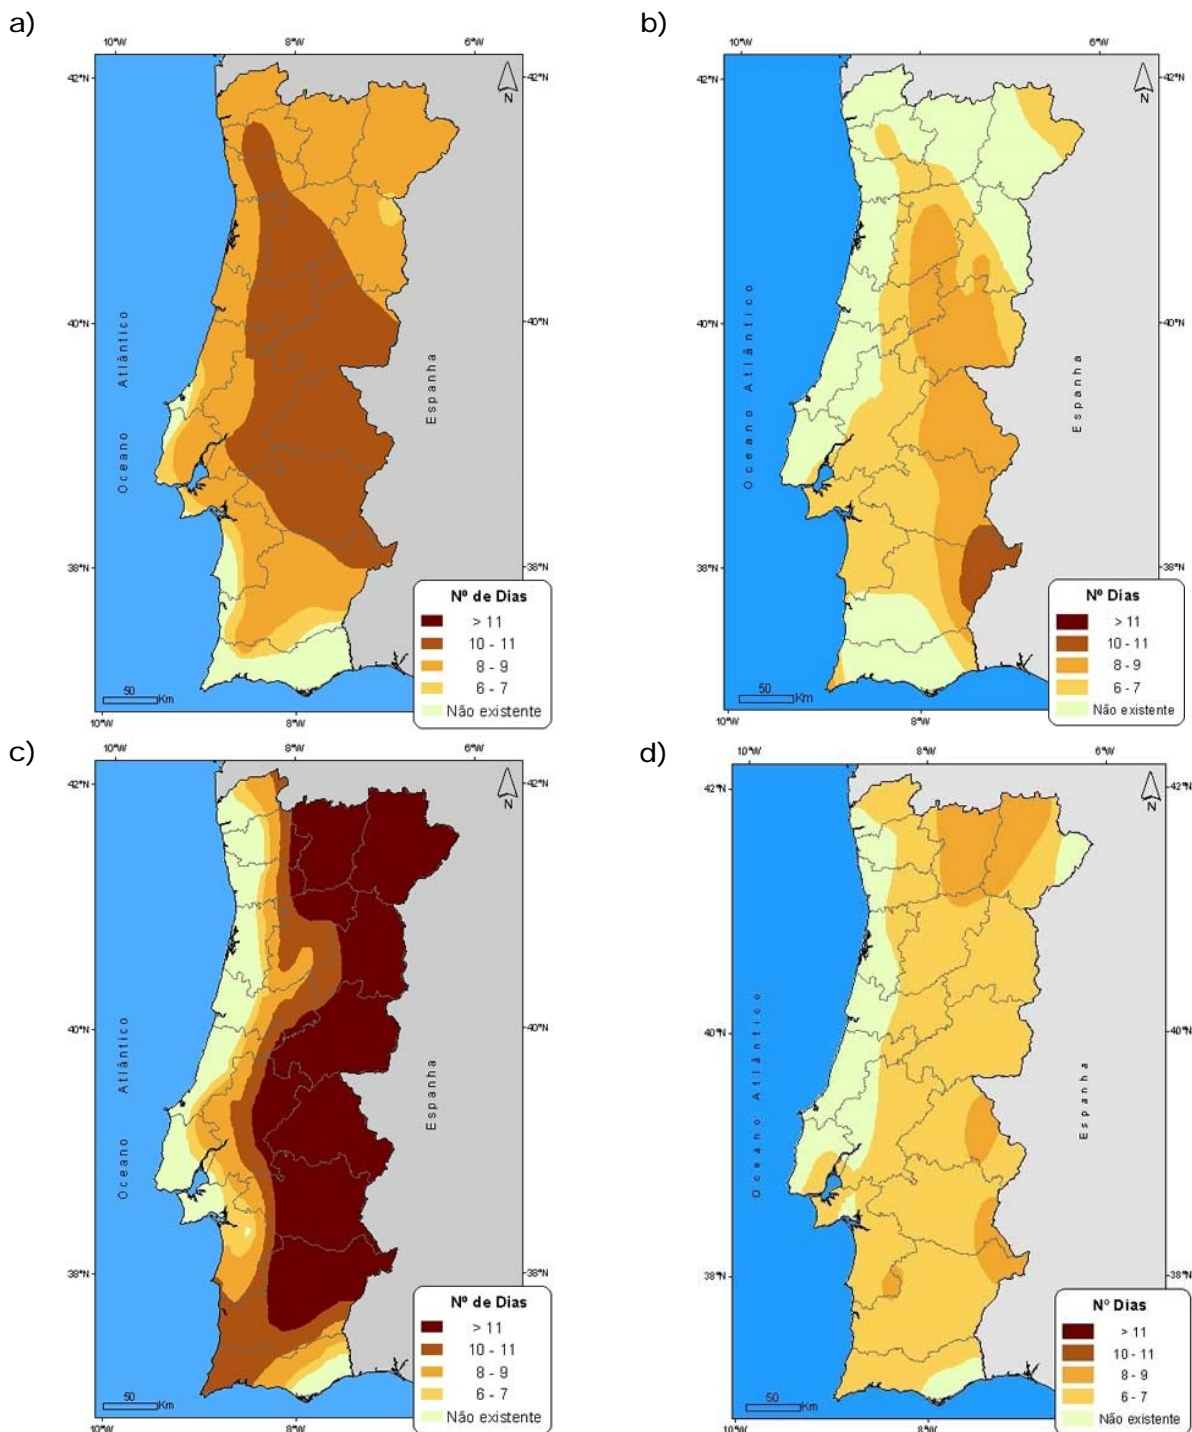 a)
10°W
8°W
6°W
42°N
42°N
N
40°N
40°N
38°N
38°N
Oceano Atlântico
Espanha
Nº de Dias
> 11
10 - 11
8 - 9
6 - 7
Não existente
50
Km
10°W
8°W
b)
10°W
8°W
6°W
42°N
42°N
N
40°N
40°N
38°N
38°N
Oceano Atlântico
Espanha
Nº Dias
> 11
10 - 11
8 - 9
6 - 7
Não existente
50
Km
10°W
8°W
c)
10°W
8°W
6°W
42°N
42°N
N
40°N
40°N
38°N
38°N
Oceano Atlântico
Espanha
Nº de Dias
> 11
10 - 11
8 - 9
6 - 7
Não existente
50
Km
10°W
8°W
d)
10°W
8°W
6°W
42°N
42°N
N
40°N
40°N
38°N
38°N
Oceano Atlântico
Espanha
Nº Dias
> 11
10 - 11
8 - 9
6 - 7
Não existente
50
Km
10°W
8°W